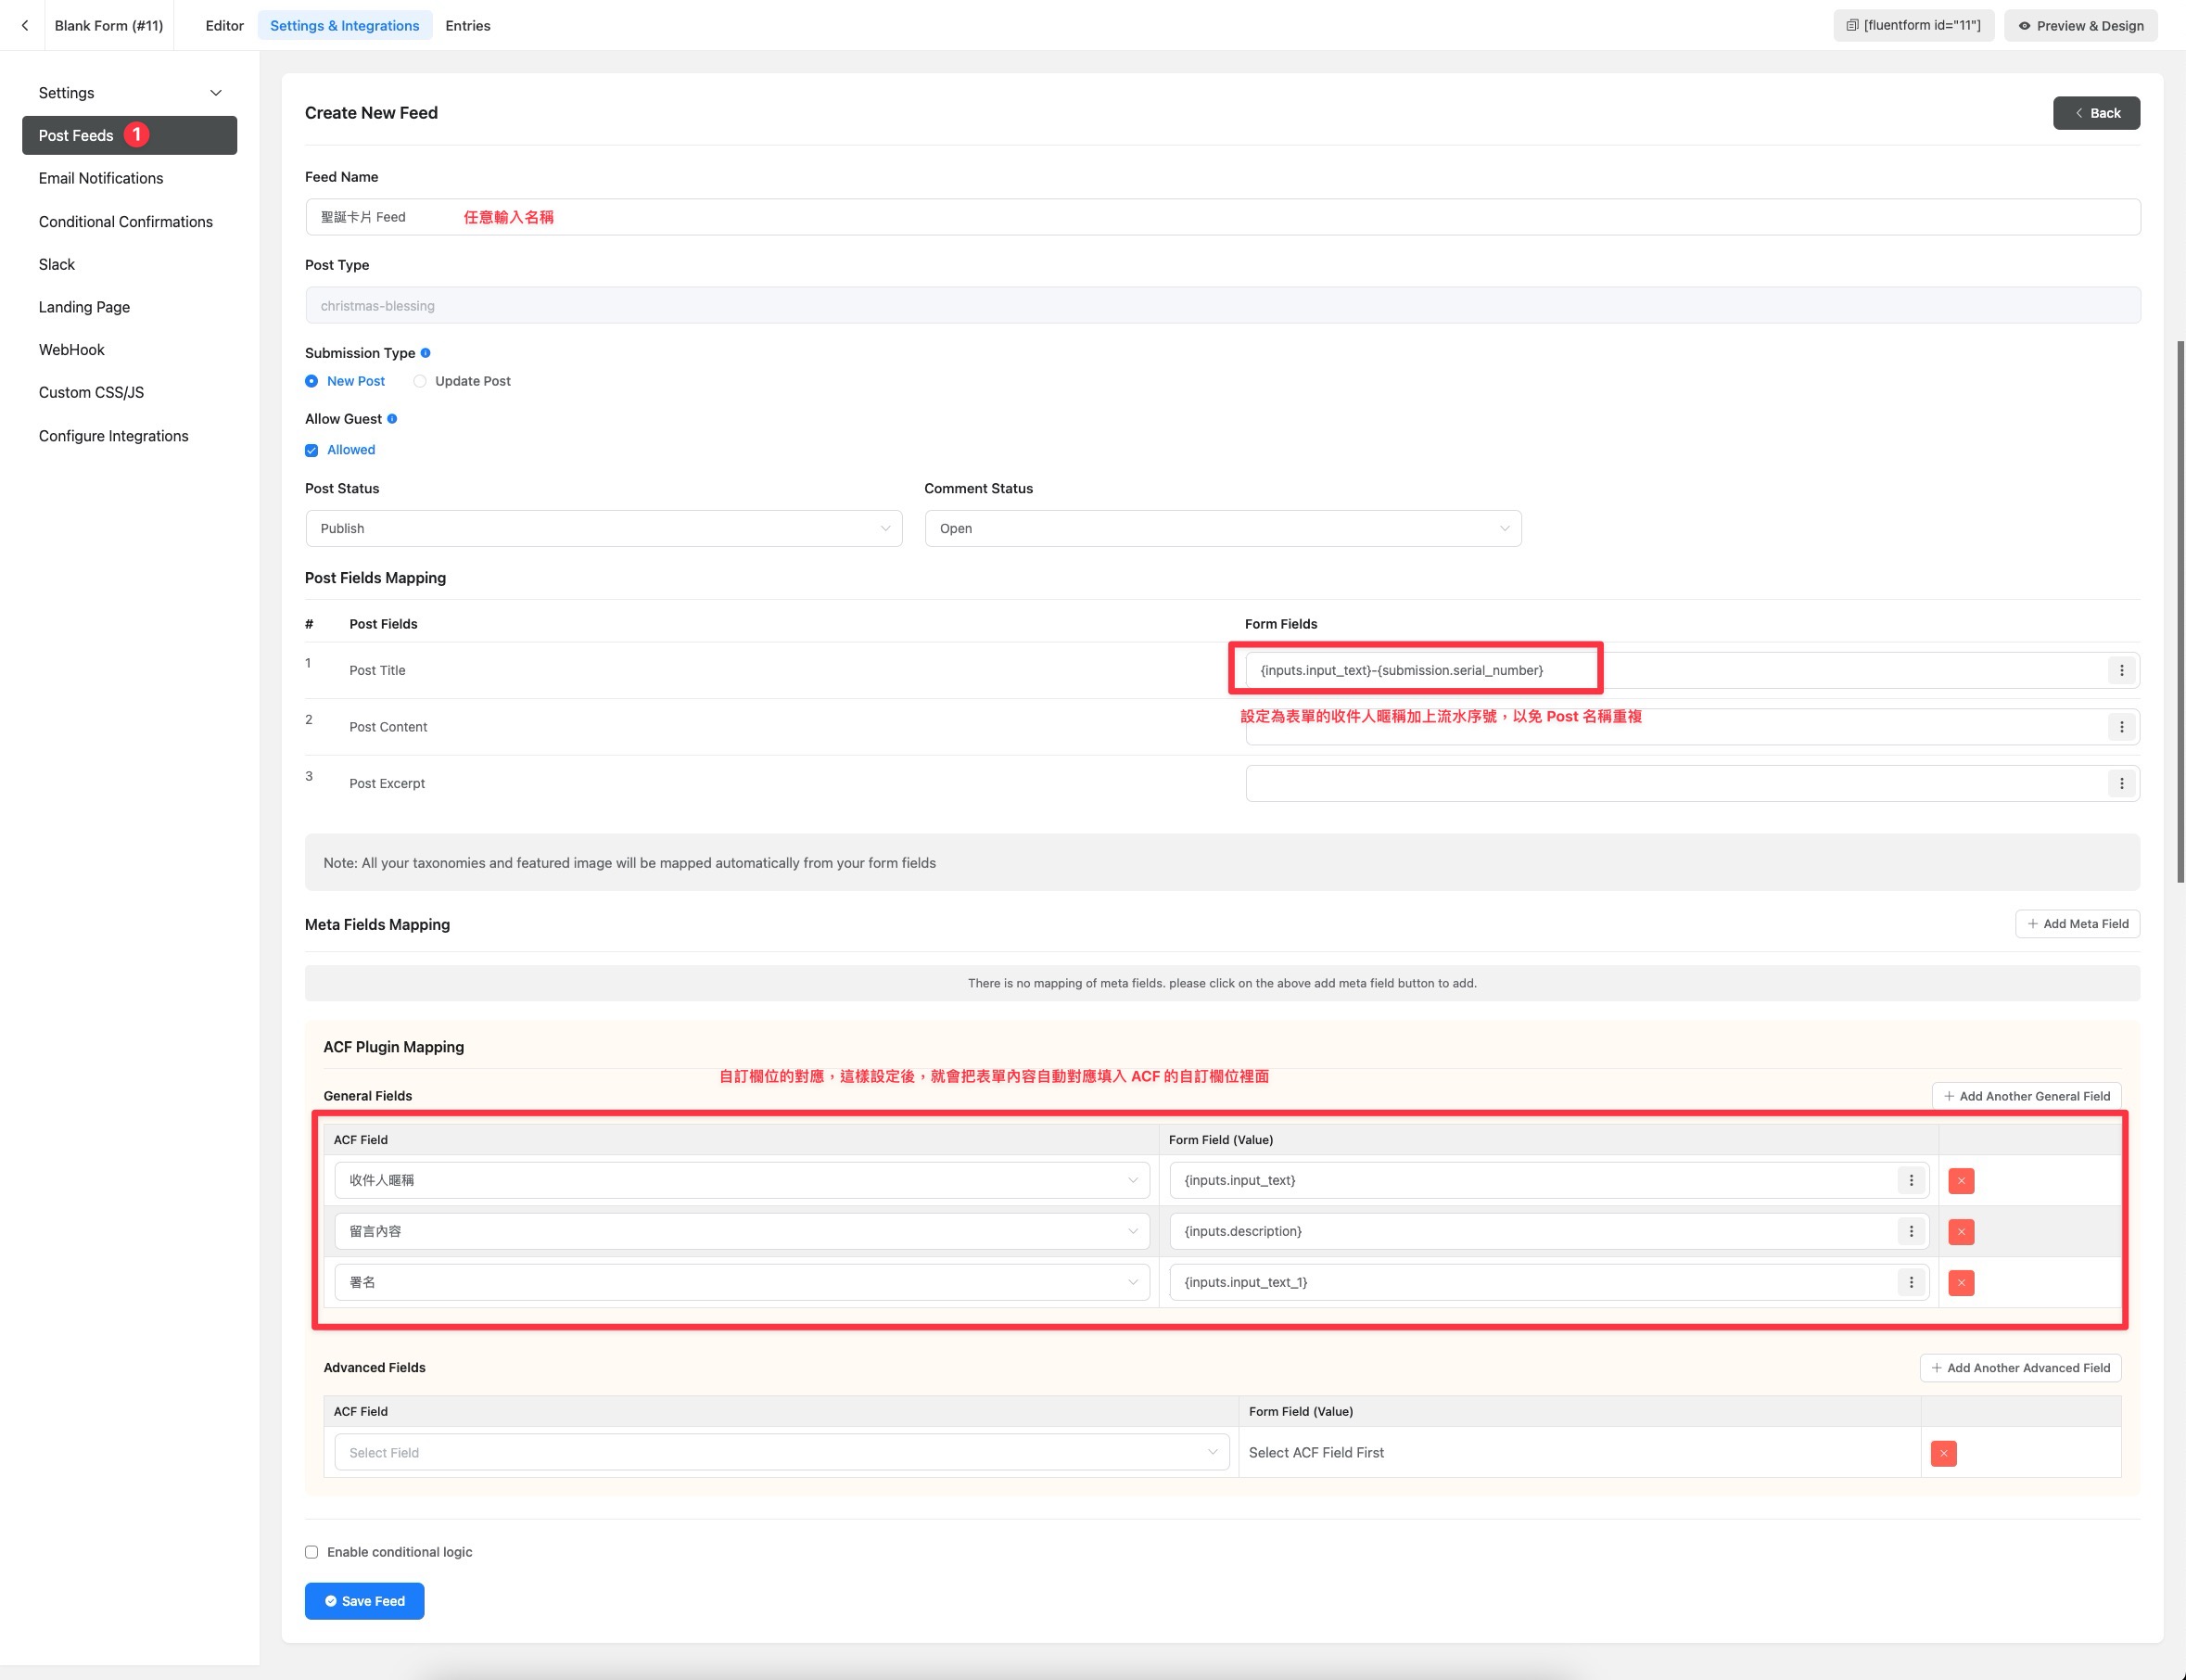 Blank Form (#11)
Editor
Settings & Integrations
Entries
[fluentform id="11"]
Preview & Design
Settings
Post Feeds 1
Email Notifications
Conditional Confirmations
Slack
Landing Page
WebHook
Custom CSS/JS
Configure Integrations
Create New Feed
Back
Feed Name
聖誕卡片 Feed
任意輸入名稱
Post Type
christmas-blessing
Submission Type
New Post
Update Post
Allow Guest
Allowed
Post Status
Comment Status
Publish
Open
Post Fields Mapping
# Post Fields Form Fields
1 Post Title {inputs.input_text}-{submission.serial_number}
設定為表單的收件人暱稱加上流水序號，以免 Post 名稱重複
2 Post Content
3 Post Excerpt
Note: All your taxonomies and featured image will be mapped automatically from your form fields
Meta Fields Mapping
Add Meta Field
There is no mapping of meta fields. please click on the above add meta field button to add.
ACF Plugin Mapping
自訂欄位的對應，這樣設定後，就會把表單內容自動對應填入 ACF 的自訂欄位裡面
General Fields
Add Another General Field
ACF Field Form Field (Value)
收件人暱稱 {inputs.input_text}
留言內容 {inputs.description}
署名 {inputs.input_text_1}
Advanced Fields
Add Another Advanced Field
ACF Field Form Field (Value)
Select Field Select ACF Field First
Enable conditional logic
Save Feed